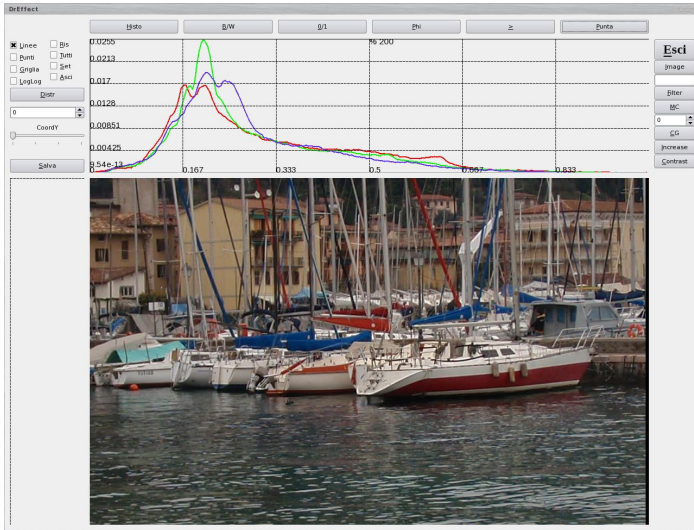 DrEffect
Histo
B/W
0/1
Phi
≥
Punta
Linee
Ris
Punti
Tutti
Griglia
Set
LogLog
Asci
Distr
0
CoordY
Salva
0.0255
% 200
0.0213
0.017
0.0128
0.00851
0.00425
9.54e-13
0.167
0.333
0.5
0.667
0.833
Esci
Image
Filter
MC
0
CG
Increase
Contrast